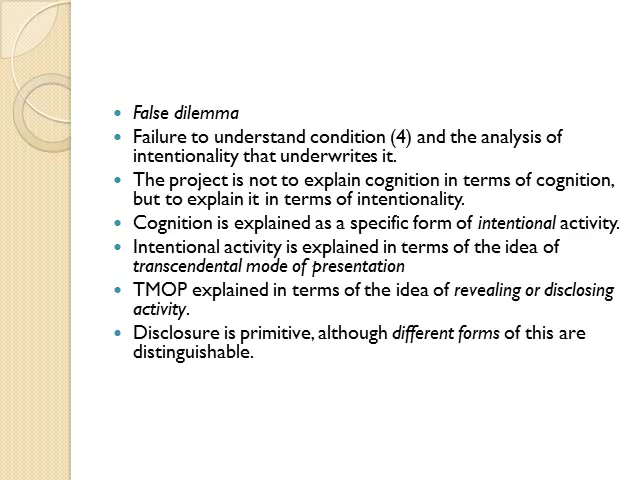 False dilemma
Failure to understand condition (4) and the analysis of
intentionality that underwrites it.
The project is not to explain cognition in terms of cognition,
but to explain it in terms of intentionality.
Cognition is explained as a specific form of intentional activity.
Intentional activity is explained in terms of the idea of
transcendental mode of presentation
TMOP explained in terms of the idea of revealing or disclosing
activity.
Disclosure is primitive, although different forms of this are
distinguishable.